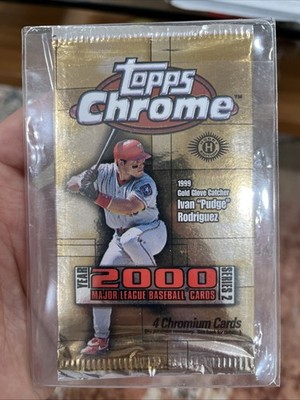 topps
Chrome™
H
1999
Gold Glove Catcher
Ivan "Pudge"
Rodriguez
YEAR
2000
SERIES 2
MAJOR LEAGUE BASEBALL CARDS
4 Chromium Cards